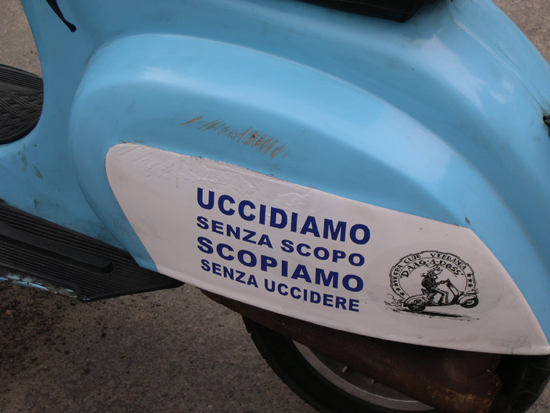 UCCIDIAMO
SENZA SCOPO
SCOPIAMO
SENZA UCCIDERE